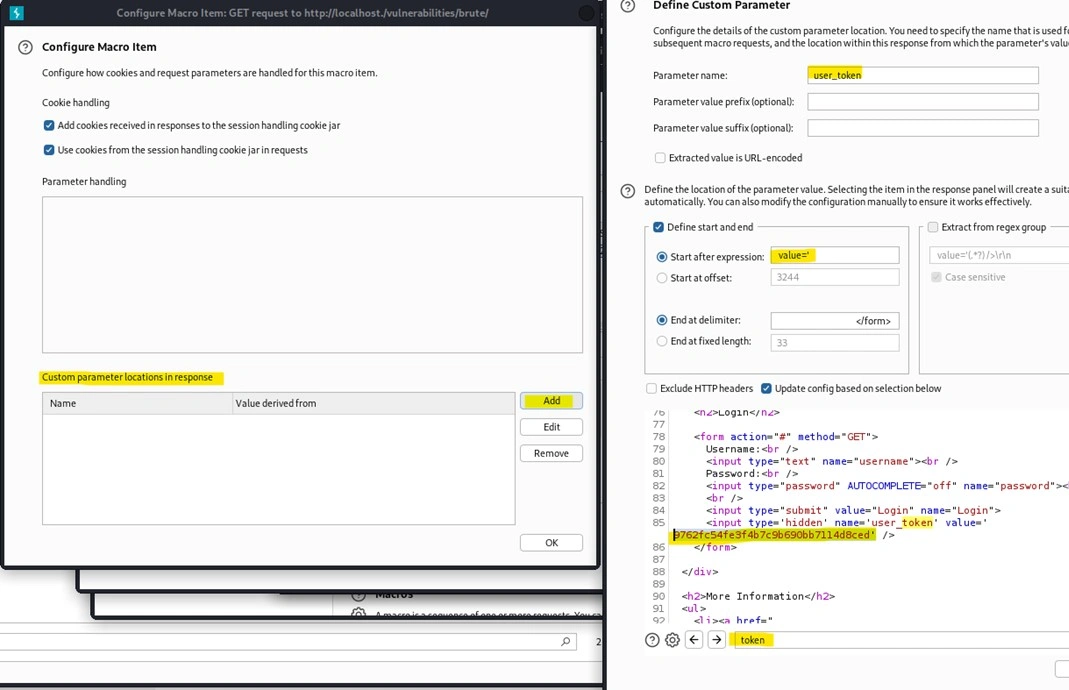 Configure Macro Item: GET request to http://localhost./vulnerabilities/brute/
Configure Macro Item
Configure how cookies and request parameters are handled for this macro item.
Cookie handling
Add cookies received in responses to the session handling cookie jar
Use cookies from the session handling cookie jar in requests
Parameter handling
Custom parameter locations in response
Name Value derived from
Add
Edit
Remove
OK
Macros
A macro is a sequence of one or more requests. You ca
2
Define Custom Parameter
Configure the details of the custom parameter location. You need to specify the name that is used fo
subsequent macro requests, and the location within this response from which the parameter's valu
Parameter name: user_token
Parameter value prefix (optional):
Parameter value suffix (optional):
Extracted value is URL-encoded
Define the location of the parameter value. Selecting the item in the response panel will create a suita
automatically. You can also modify the configuration manually to ensure it works effectively.
Define start and end
Start after expression: value='
Start at offset: 3244
End at delimiter: </form>
End at fixed length: 33
Extract from regex group
value='(.*?) />\r\n
Case sensitive
Exclude HTTP headers Update config based on selection below
76 <h2>Login</h2>
77
78 <form action="#" method="GET">
79 Username:<br />
80 <input type="text" name="username"><br />
81 Password:<br />
82 <input type="password" AUTOCOMPLETE="off" name="password"><b
83 <br />
84 <input type="submit" value="Login" name="Login">
85 <input type='hidden' name='user_token' value='
9762fc54fe3f4b7c9b690bb7114d8ced' />
86 </form>
87
88 </div>
89
90 <h2>More Information</h2>
91 <ul>
92 <li><a href="
token